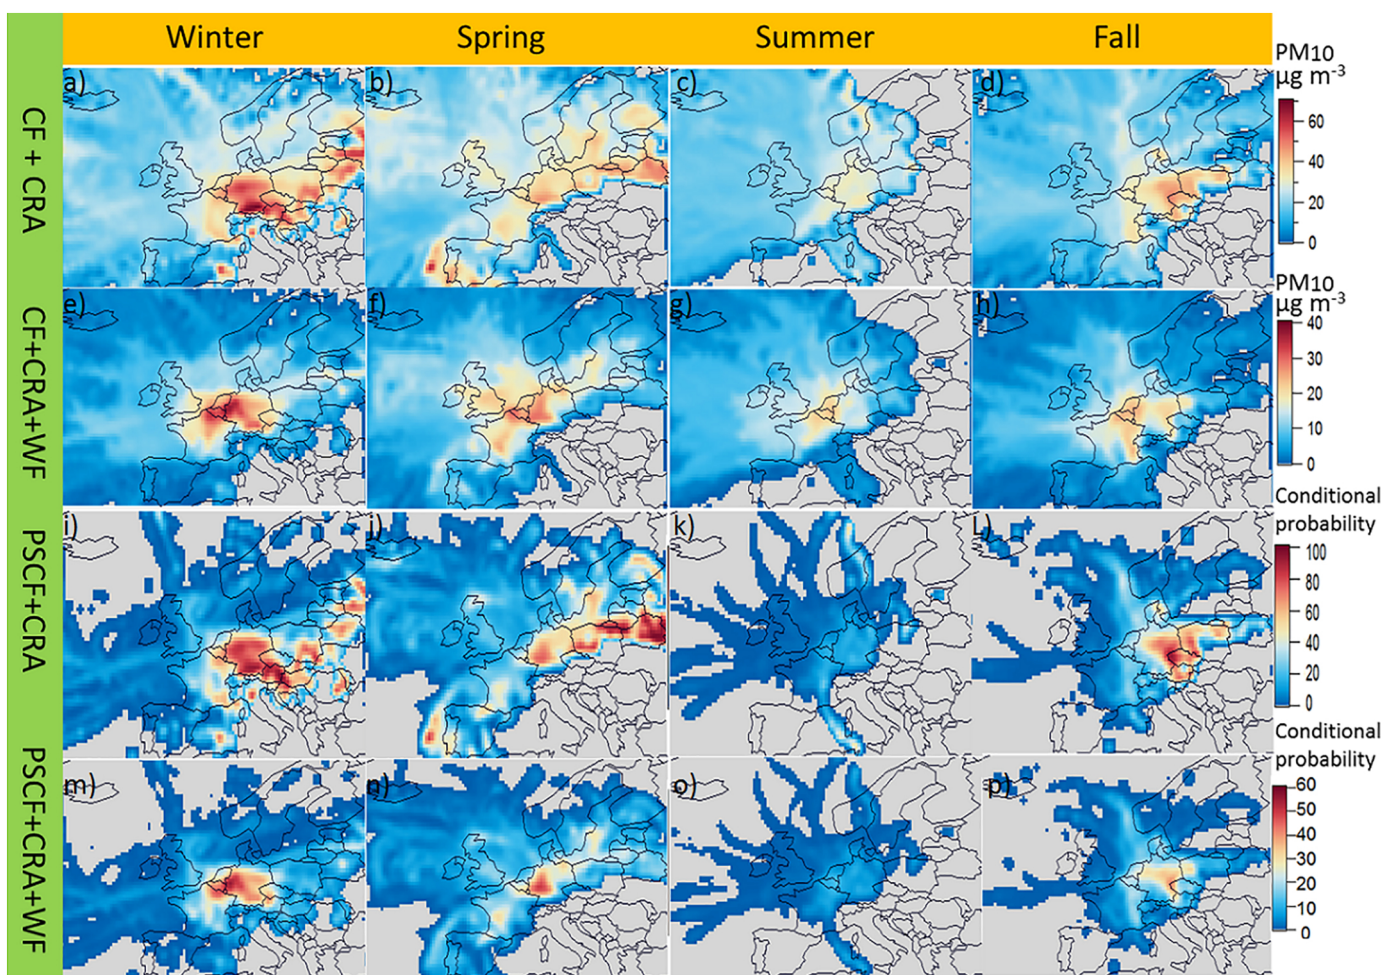 Winter Spring Summer Fall
PM10
µg m-3
CF + CRA
a) b) c) d)
60
40
20
0
PM10
µg m-3
CF+CRA+WF
e) f) g) h)
40
30
20
10
0
Conditional
probability
PSCF+CRA
i) j) k) L)
100
80
60
40
20
0
Conditional
probability
PSCF+CRA+WF
m) n) o) p)
60
50
40
30
20
10
0